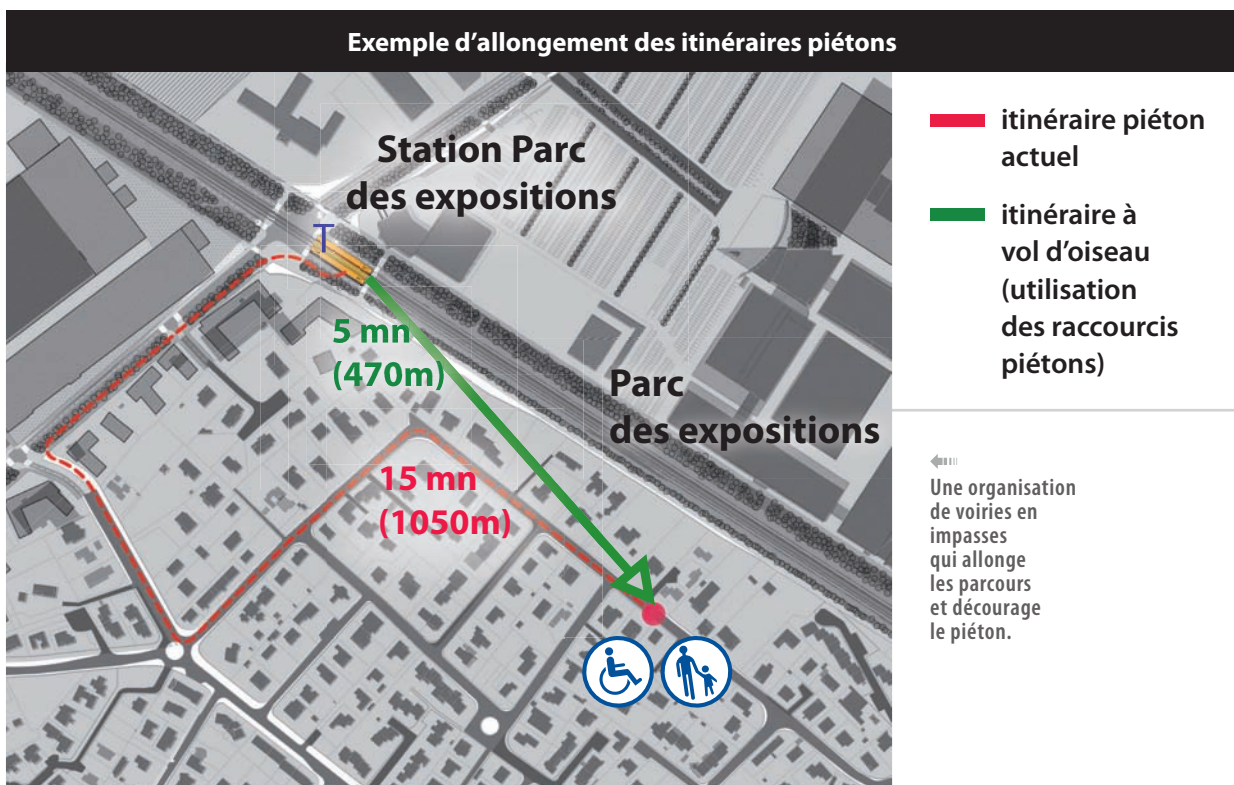 Exemple d'allongement des itinéraires piétons
Station Parc
des expositions
T
5 mn
(470m)
Parc
des expositions
15 mn
(1050m)
itinéraire piéton
actuel
itinéraire à
vol d'oiseau
(utilisation
des raccourcis
piétons)
Une organisation
de voiries en
impasses
qui allonge
les parcours
et décourage
le piéton.